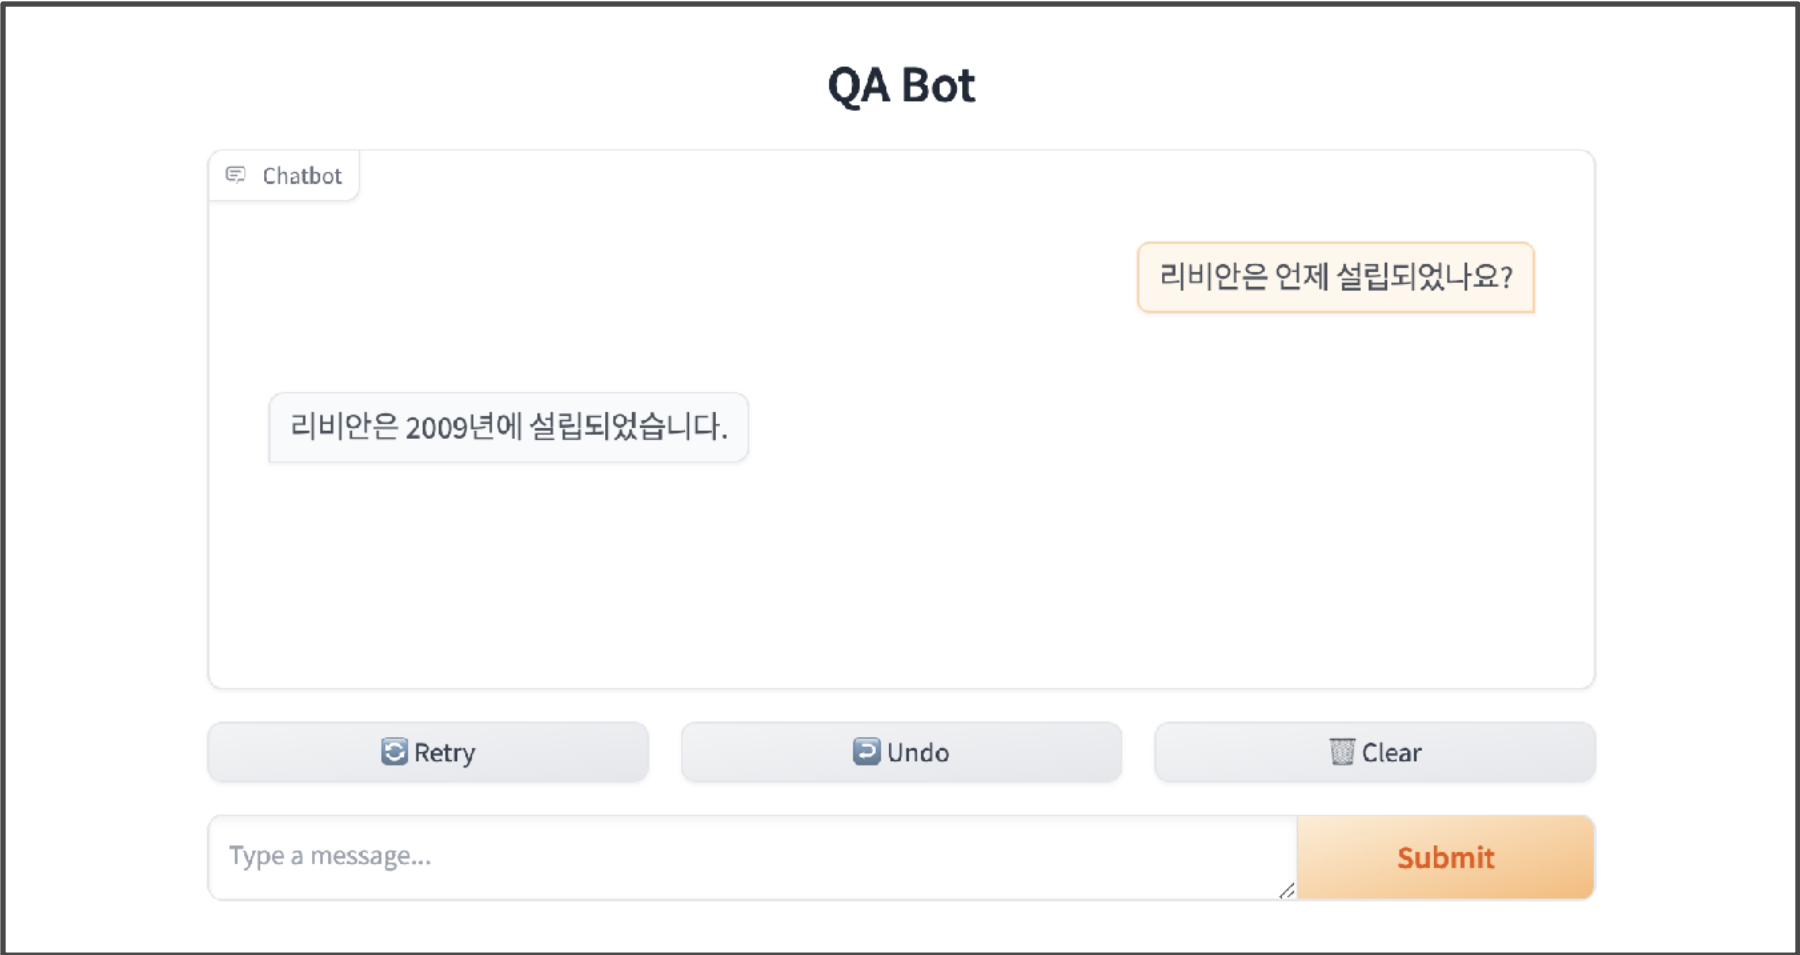 QA Bot
Chatbot
리비안은 언제 설립되었나요?
리비안은 2009년에 설립되었습니다.
Retry
Undo
Clear
Type a message...
Submit